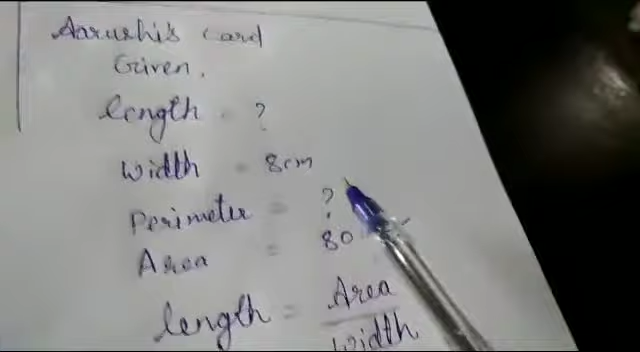 Aarushi's card
Given,
length = ?
width = 8cm
Perimeter = ?
Area = 80
length = Area
width